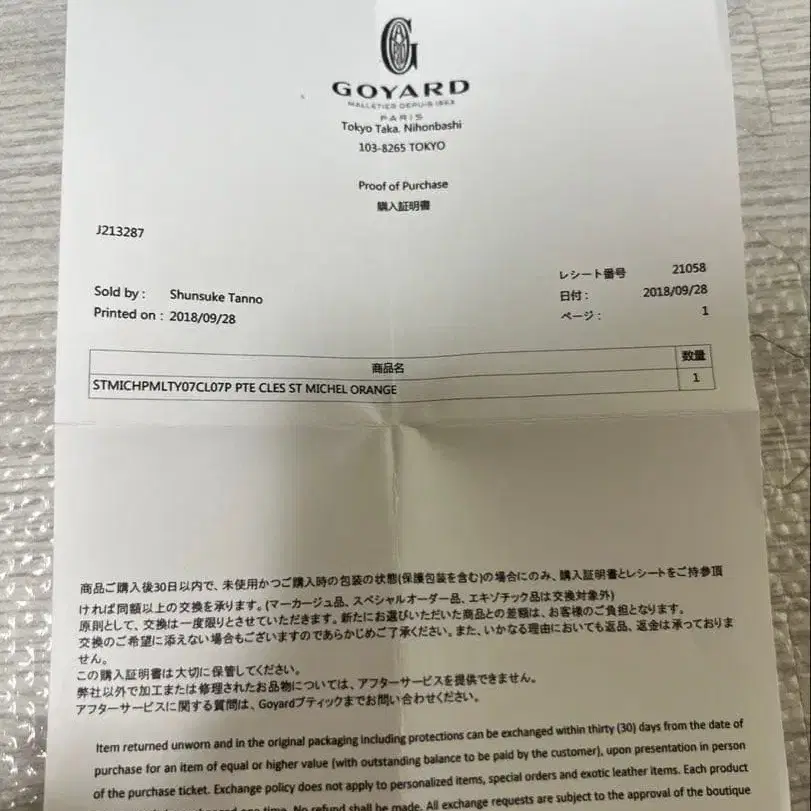 G
GOYARD
MALLETIER DEPUIS 1853
PARIS
Tokyo Taka. Nihonbashi
103-8265 TOKYO
Proof of Purchase
購入証明書
J213287
Sold by : Shunsuke Tanno
Printed on : 2018/09/28
レシート番号 21058
日付 : 2018/09/28
ページ : 1
商品名 数量
STMICHPMLTY07CL07P PTE CLES ST MICHEL ORANGE 1
商品ご購入後30日以内で、未使用かつご購入時の包装の状態(保護包装を含む)の場合にのみ、購入証明書とレシートをご持参頂
ければ同額以上の交換を承ります。(マーカージュ品、スペシャルオーダー品、エキゾチック品は交換対象外)
原則として、交換は一度限りとさせていただきます。新たにお選びいただいた商品との差額は、お客様のご負担となります。
交換のご希望に添えない場合もございますのであらかじめご了承ください。また、いかなる理由においても返品、返金は承っておりま
せん。
この購入証明書は大切に保管してください。
弊社以外で加工または修理されたお品物については、アフターサービスを提供できません。
アフターサービスに関する質問は、Goyardブティックまでお問い合わせください。
Item returned unworn and in the original packaging including protections can be exchanged within thirty (30) days from the date of
purchase for an item of equal or higher value (with outstanding balance to be paid by the customer), upon presentation in person
of the purchase ticket. Exchange policy does not apply to personalized items, special orders and exotic leather items. Each product
one time. No refund shall be made. All exchange requests are subject to the approval of the boutique